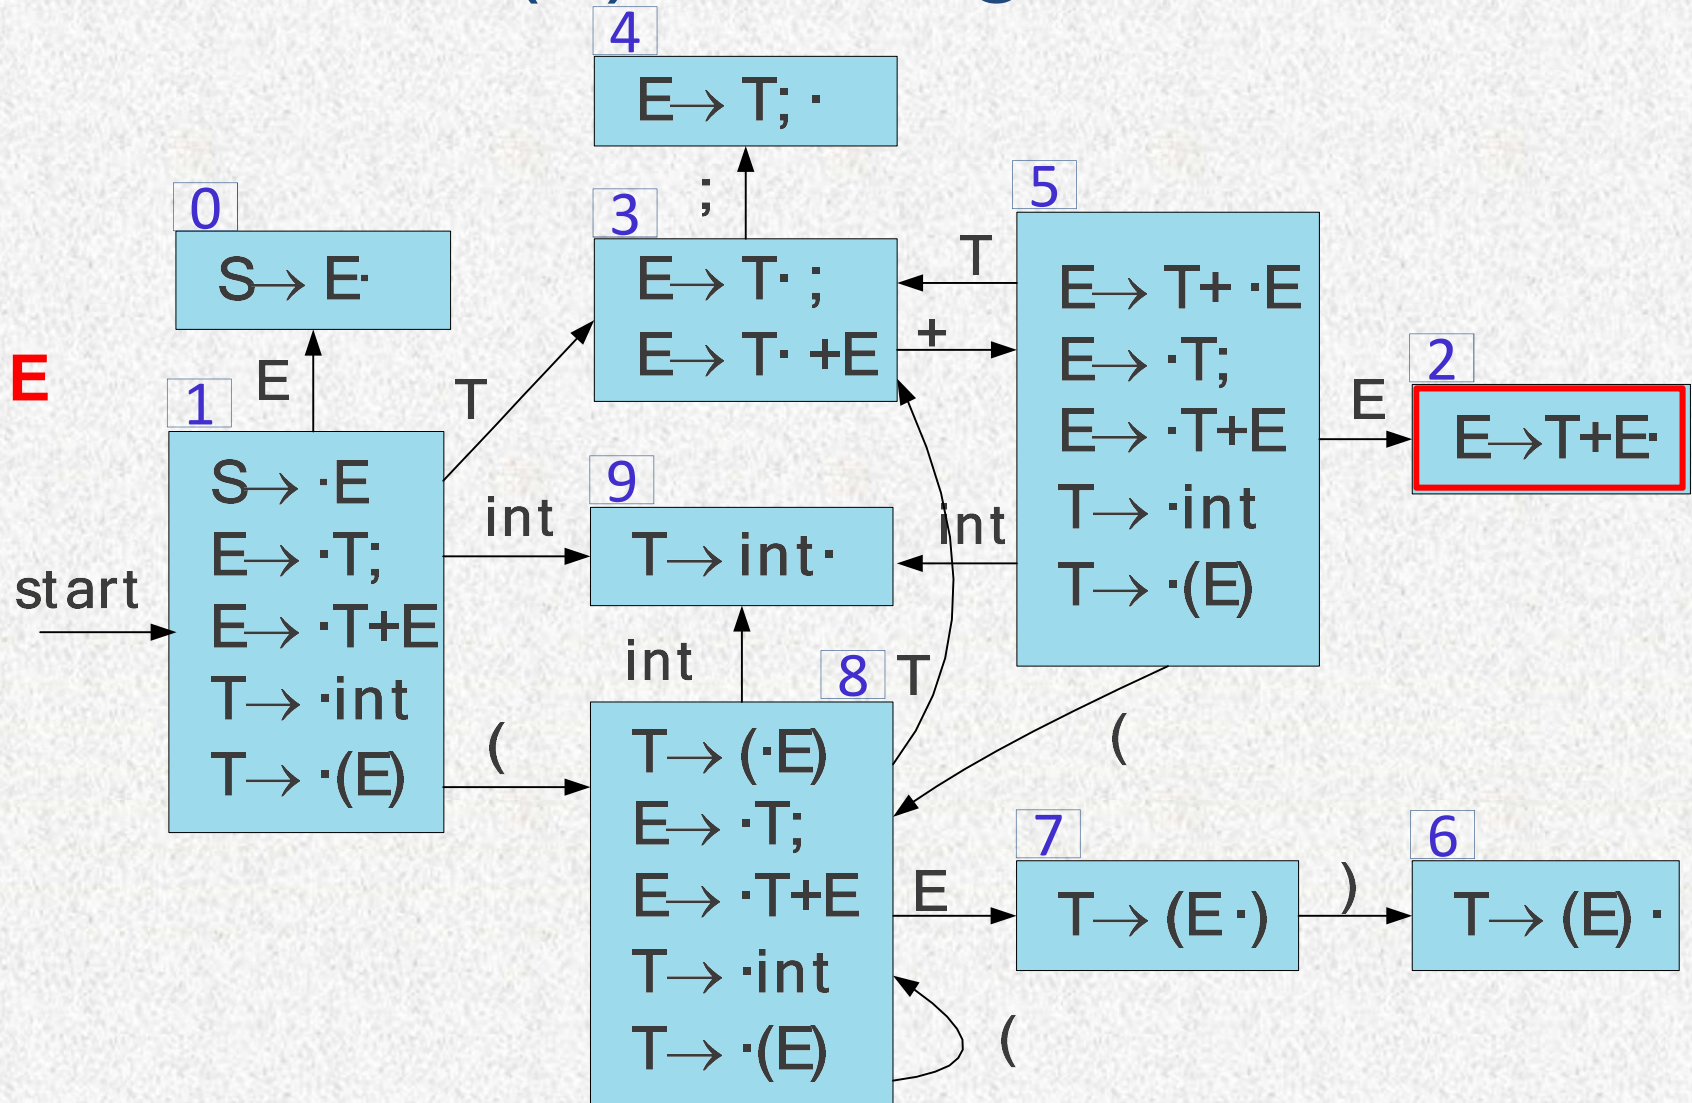 4
E→ T; ·
;
0
S→ E·
3
E→ T· ;
E→ T· +E
T
+
5
E→ T+ ·E
E→ ·T;
E→ ·T+E
T→ ·int
T→ ·(E)
E
E
T
E
2
E→T+E·
1
S→ ·E
E→ ·T;
E→ ·T+E
T→ ·int
T→ ·(E)
start
int
9
T→ int·
int
int
8
T
(
(
T→ (·E)
E→ ·T;
E→ ·T+E
T→ ·int
T→ ·(E)
E
(
7
T→ (E ·)
)
6
T→ (E) ·